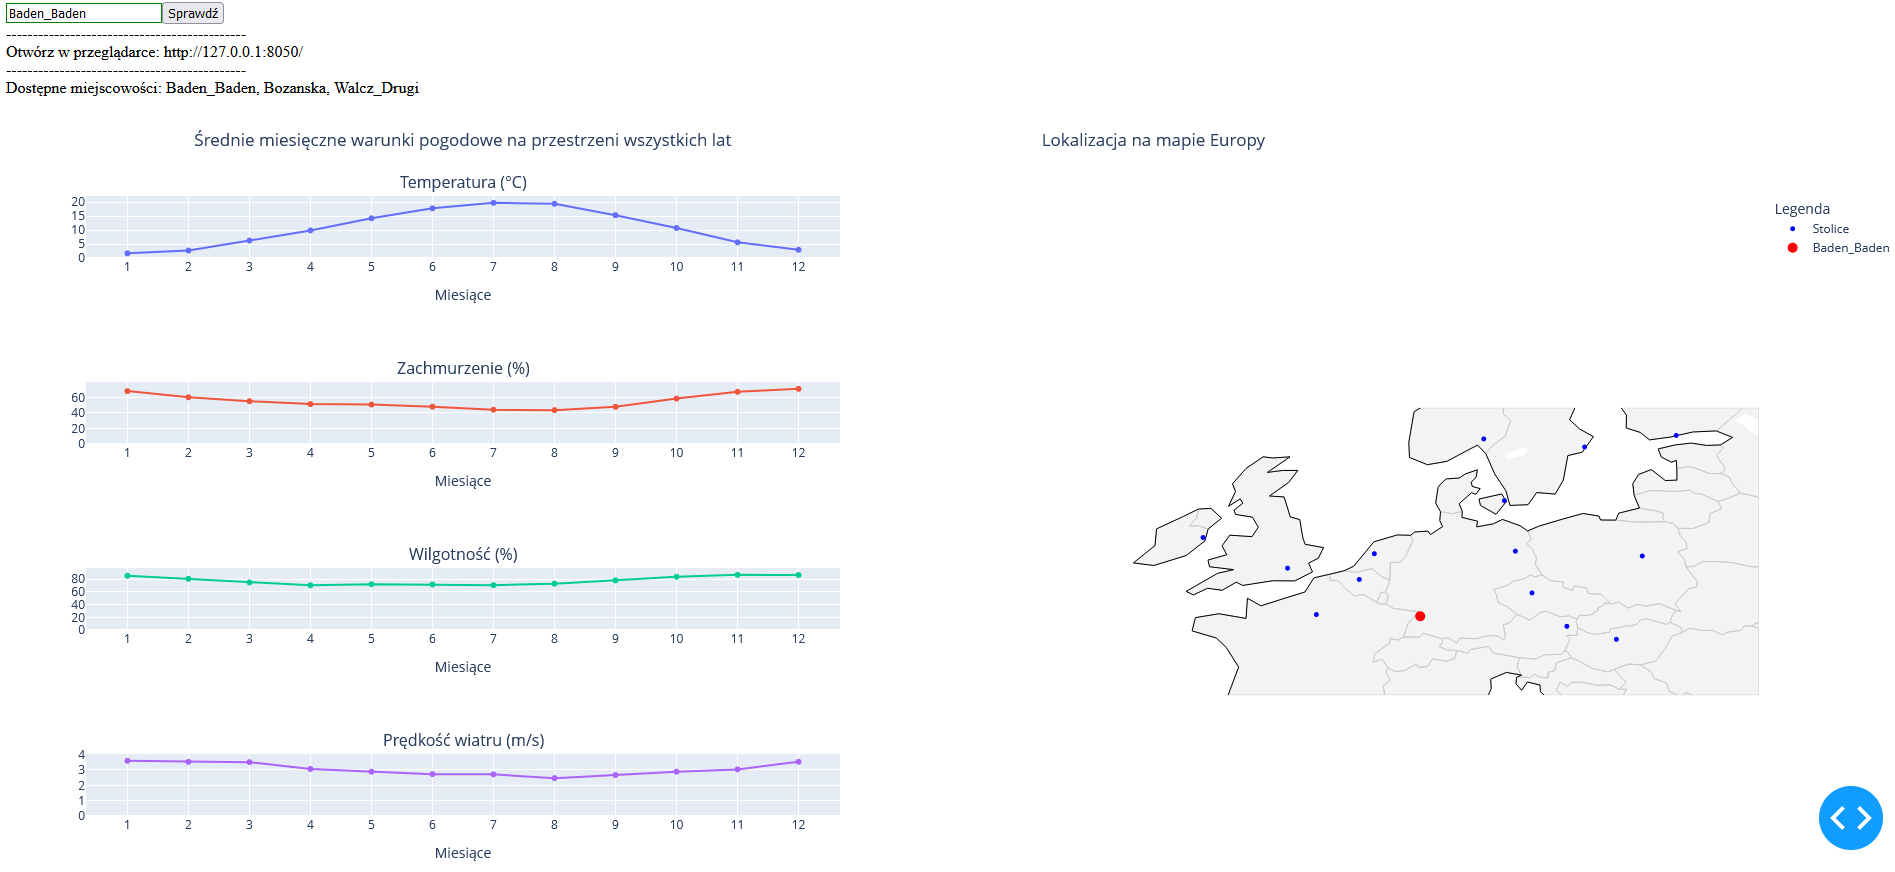 Baden_Baden Sprawdź
---------------------------------------------
Otwórz w przeglądarce: http://127.0.0.1:8050/
---------------------------------------------
Dostępne miejscowości: Baden_Baden, Bozanska, Walcz_Drugi
Średnie miesięczne warunki pogodowe na przestrzeni wszystkich lat
Temperatura (°C)
20
15
10
5
0
1 2 3 4 5 6 7 8 9 10 11 12
Miesiące
Zachmurzenie (%)
60
40
20
0
1 2 3 4 5 6 7 8 9 10 11 12
Miesiące
Wilgotność (%)
80
60
40
20
0
1 2 3 4 5 6 7 8 9 10 11 12
Miesiące
Prędkość wiatru (m/s)
4
3
2
1
0
1 2 3 4 5 6 7 8 9 10 11 12
Miesiące
Lokalizacja na mapie Europy
Legenda
Stolice
Baden_Baden